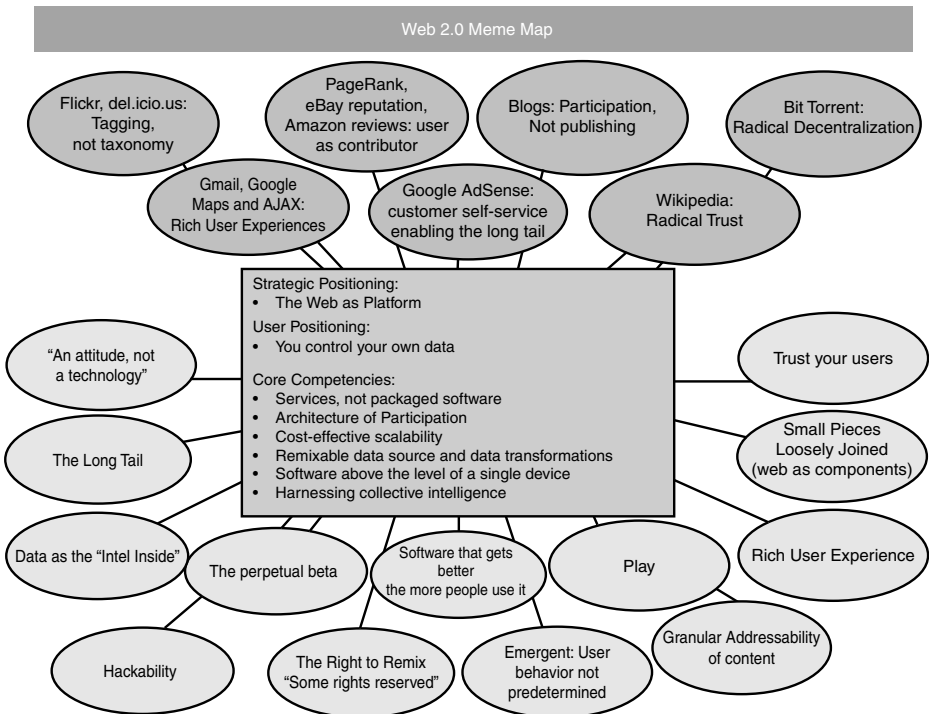 Web 2.0 Meme Map
Flickr, del.icio.us:
Tagging,
not taxonomy
PageRank,
eBay reputation,
Amazon reviews: user
as contributor
Blogs: Participation,
Not publishing
Bit Torrent:
Radical Decentralization
Gmail, Google
Maps and AJAX:
Rich User Experiences
Google AdSense:
customer self-service
enabling the long tail
Wikipedia:
Radical Trust
Strategic Positioning:
• The Web as Platform
User Positioning:
• You control your own data
Core Competencies:
• Services, not packaged software
• Architecture of Participation
• Cost-effective scalability
• Remixable data source and data transformations
• Software above the level of a single device
• Harnessing collective intelligence
“An attitude, not
a technology”
Trust your users
The Long Tail
Small Pieces
Loosely Joined
(web as components)
Data as the “Intel Inside”
The perpetual beta
Software that gets
better
the more people use it
Play
Rich User Experience
Hackability
The Right to Remix
“Some rights reserved”
Emergent: User
behavior not
predetermined
Granular Addressability
of content